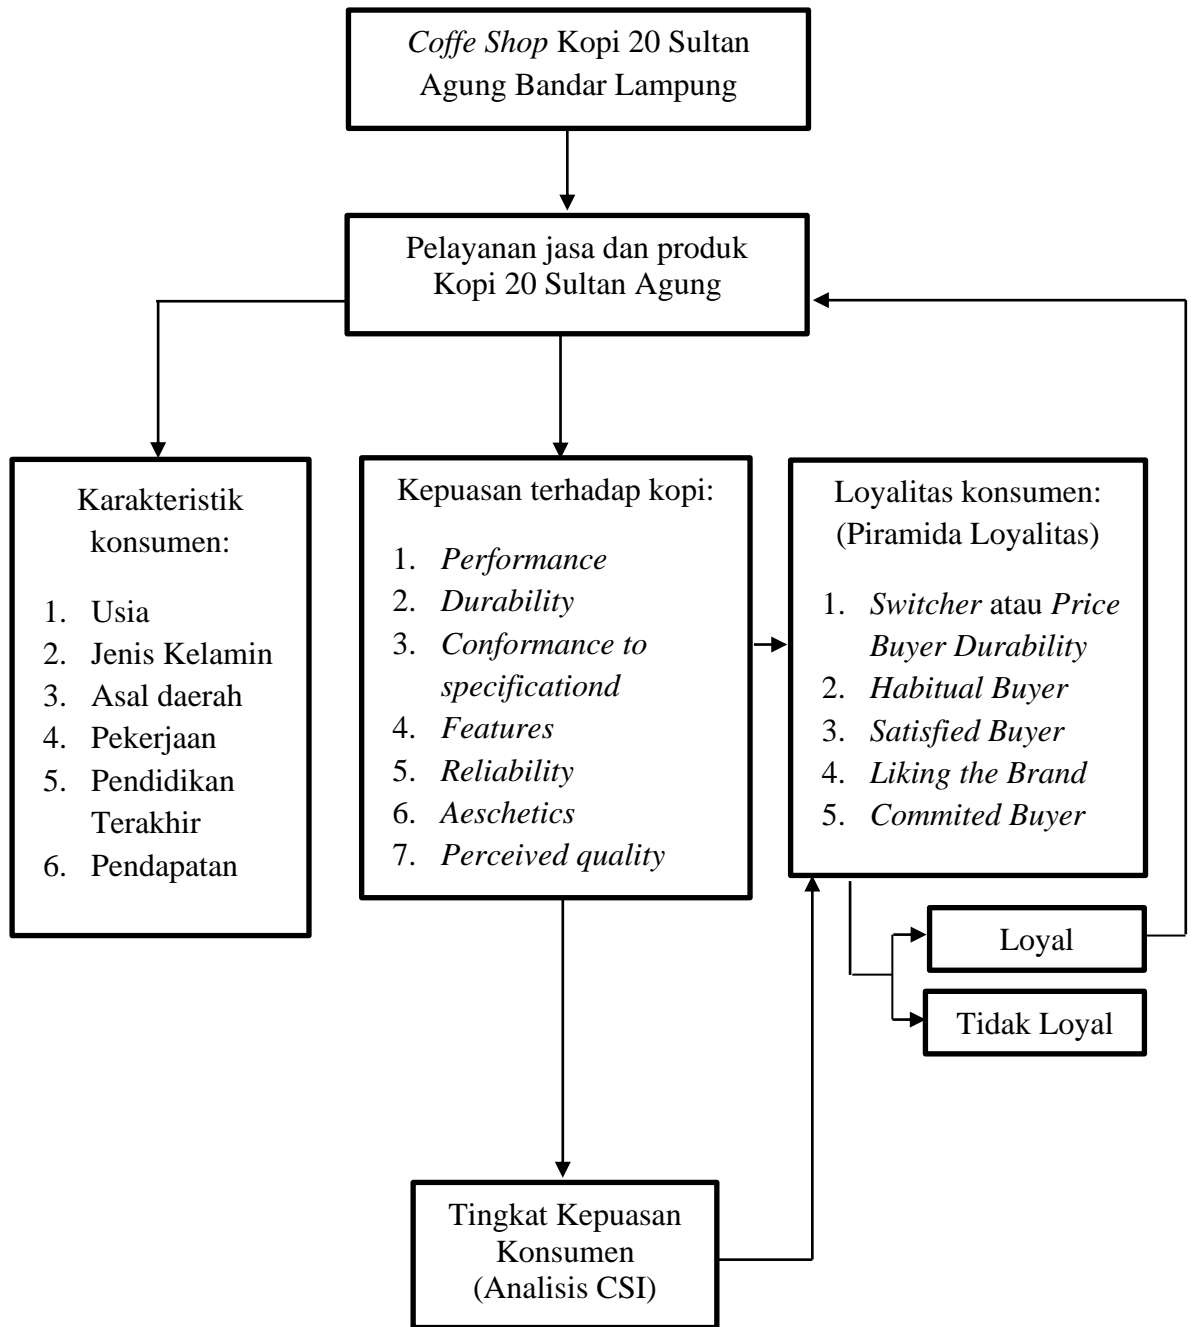 Coffe Shop Kopi 20 Sultan
Agung Bandar Lampung
Pelayanan jasa dan produk
Kopi 20 Sultan Agung
Karakteristik
konsumen:
1. Usia
2. Jenis Kelamin
3. Asal daerah
4. Pekerjaan
5. Pendidikan
Terakhir
6. Pendapatan
Kepuasan terhadap kopi:
1. Performance
2. Durability
3. Conformance to
specificationd
4. Features
5. Reliability
6. Aeschetics
7. Perceived quality
Loyalitas konsumen:
(Piramida Loyalitas)
1. Switcher atau Price
Buyer Durability
2. Habitual Buyer
3. Satisfied Buyer
4. Liking the Brand
5. Commited Buyer
Loyal
Tidak Loyal
Tingkat Kepuasan
Konsumen
(Analisis CSI)